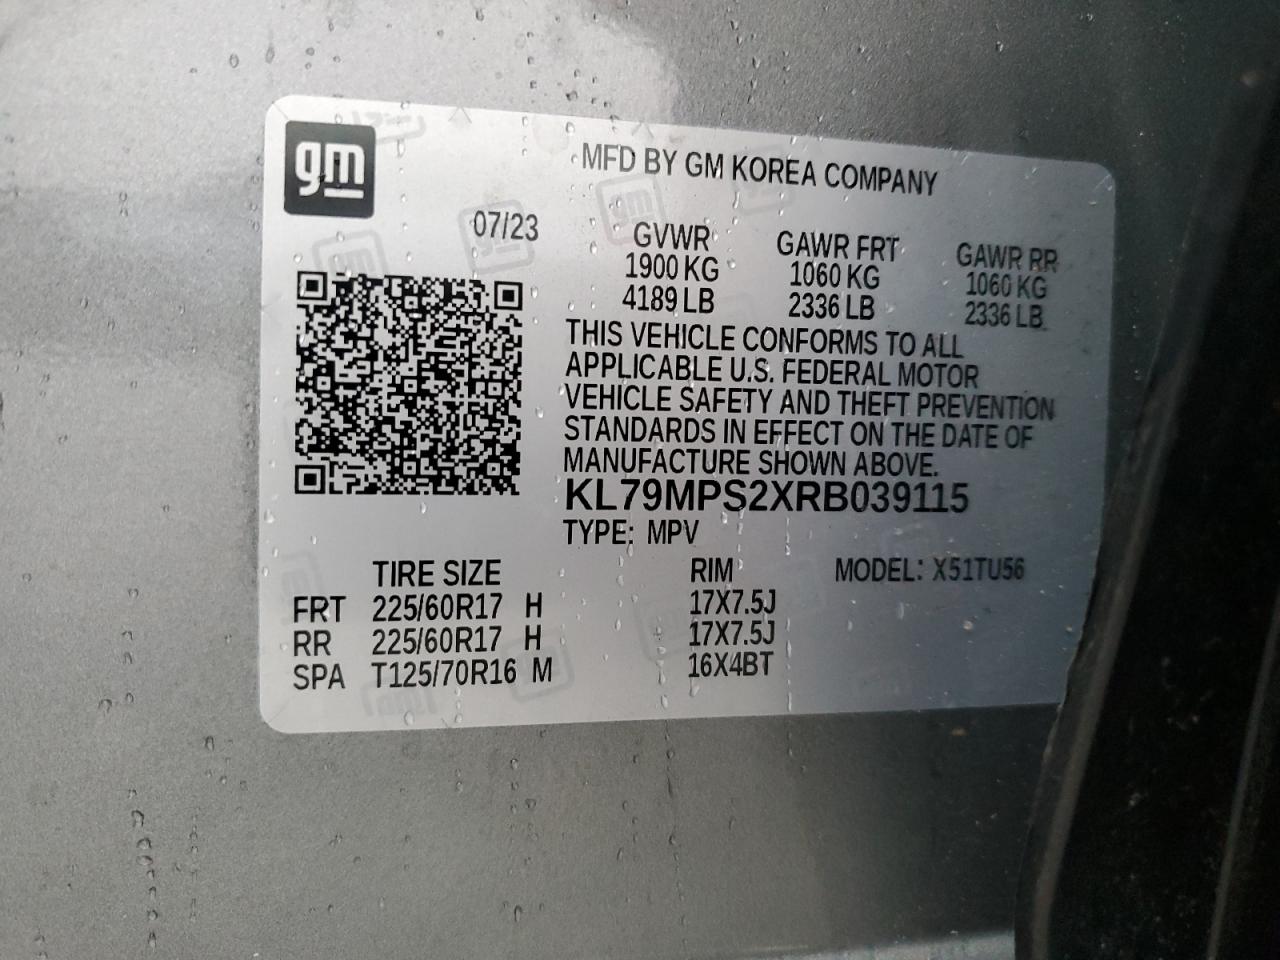 gm
MFD BY GM KOREA COMPANY
07/23
GVWR GAWR FRT GAWR RR
1900 KG 1060 KG 1060 KG
4189 LB 2336 LB 2336 LB
THIS VEHICLE CONFORMS TO ALL
APPLICABLE U.S. FEDERAL MOTOR
VEHICLE SAFETY AND THEFT PREVENTION
STANDARDS IN EFFECT ON THE DATE OF
MANUFACTURE SHOWN ABOVE.
KL79MPS2XRB039115
TYPE: MPV
TIRE SIZE RIM MODEL: X51TU56
FRT 225/60R17 H 17X7.5J
RR 225/60R17 H 17X7.5J
SPA T125/70R16 M 16X4BT